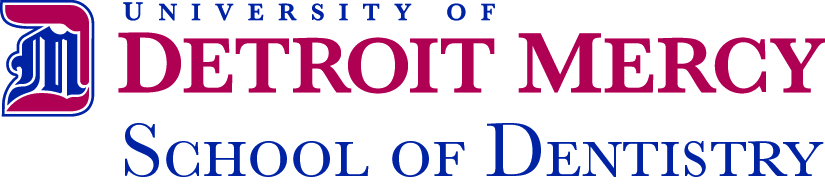 UNIVERSITY OF
DETROIT MERCY
SCHOOL OF DENTISTRY